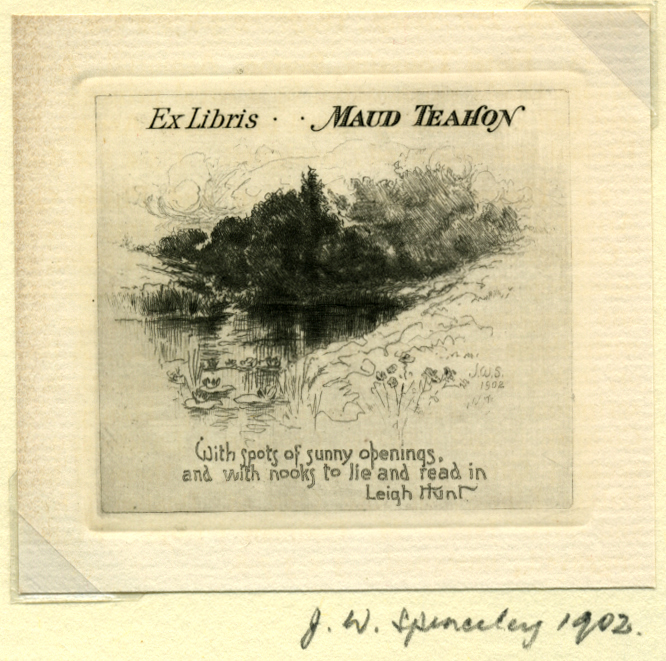 Ex Libris · · MAUD TEAHON
J.W.S.
1902
With spots of sunny openings,
and with nooks to lie and read in
Leigh Hunt
J. W. Spenceley 1902.